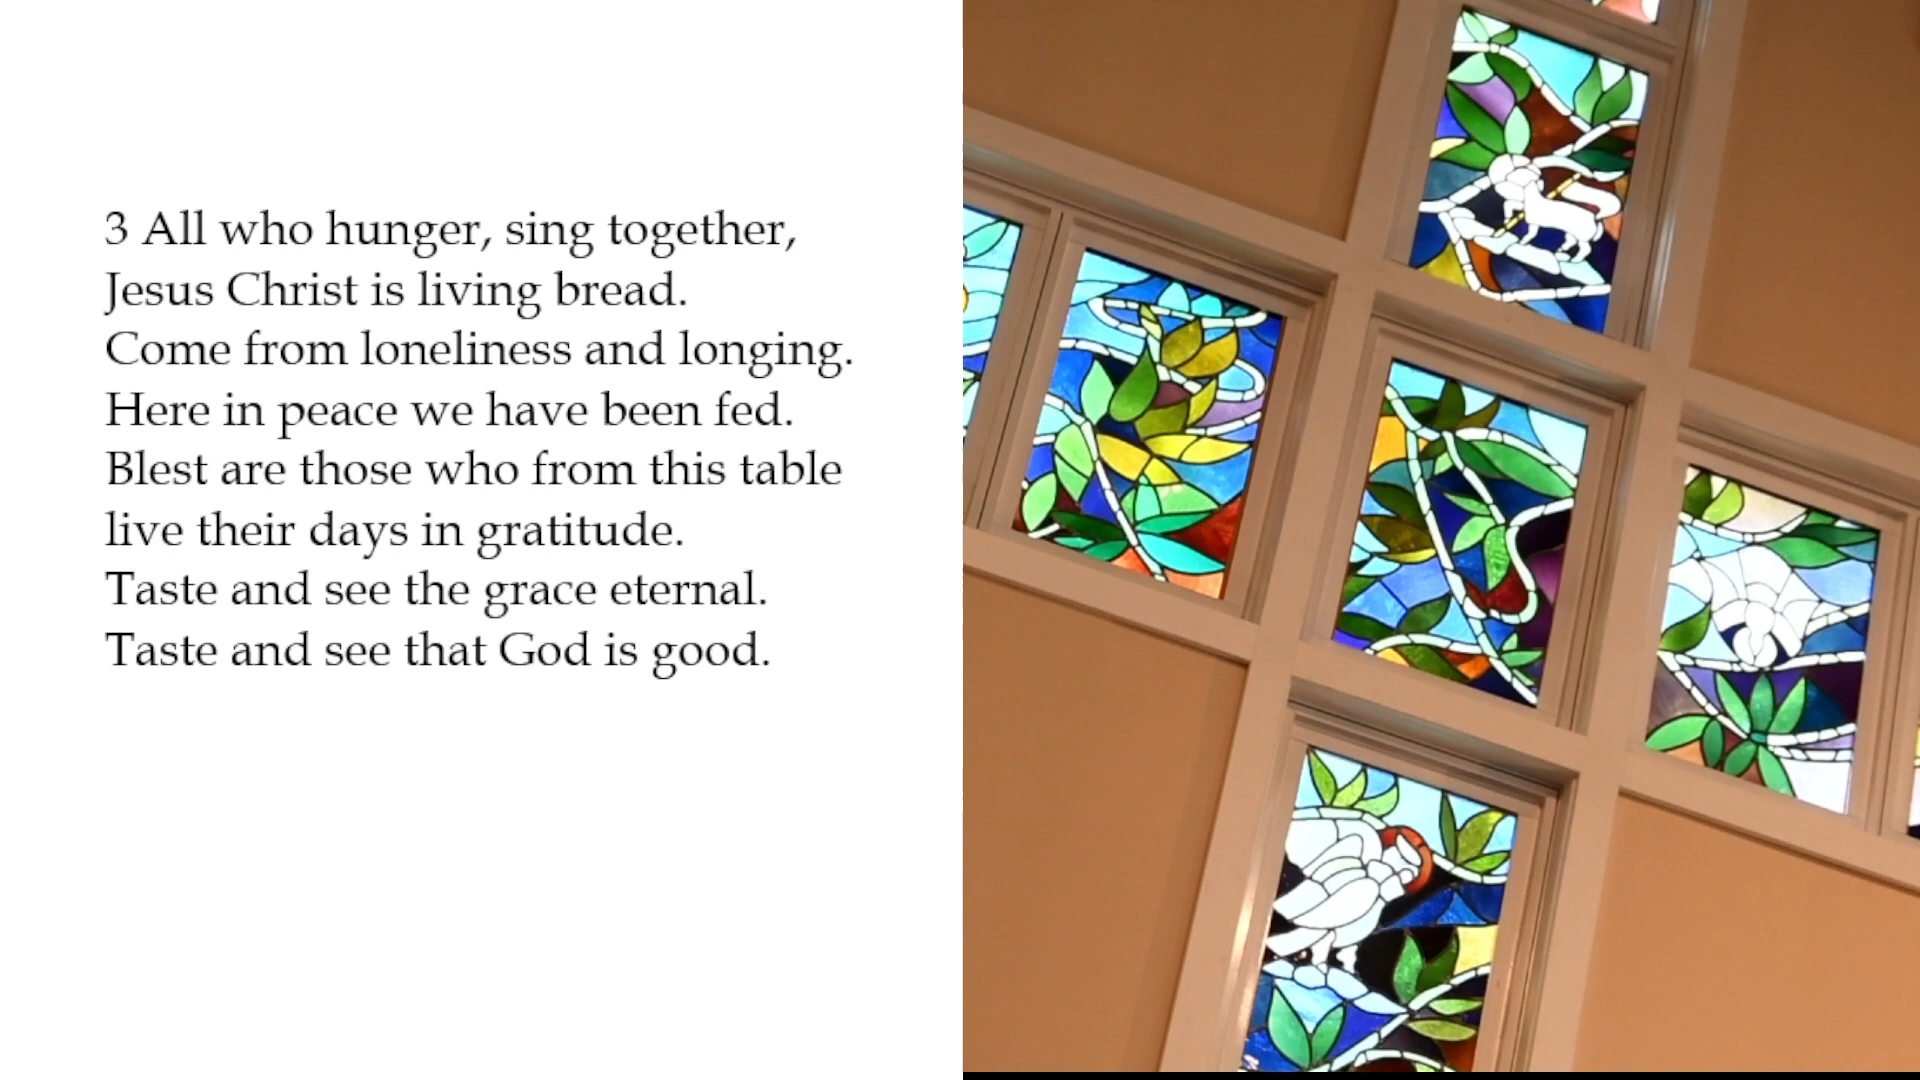 3 All who hunger, sing together,
Jesus Christ is living bread.
Come from loneliness and longing.
Here in peace we have been fed.
Blest are those who from this table
live their days in gratitude.
Taste and see the grace eternal.
Taste and see that God is good.